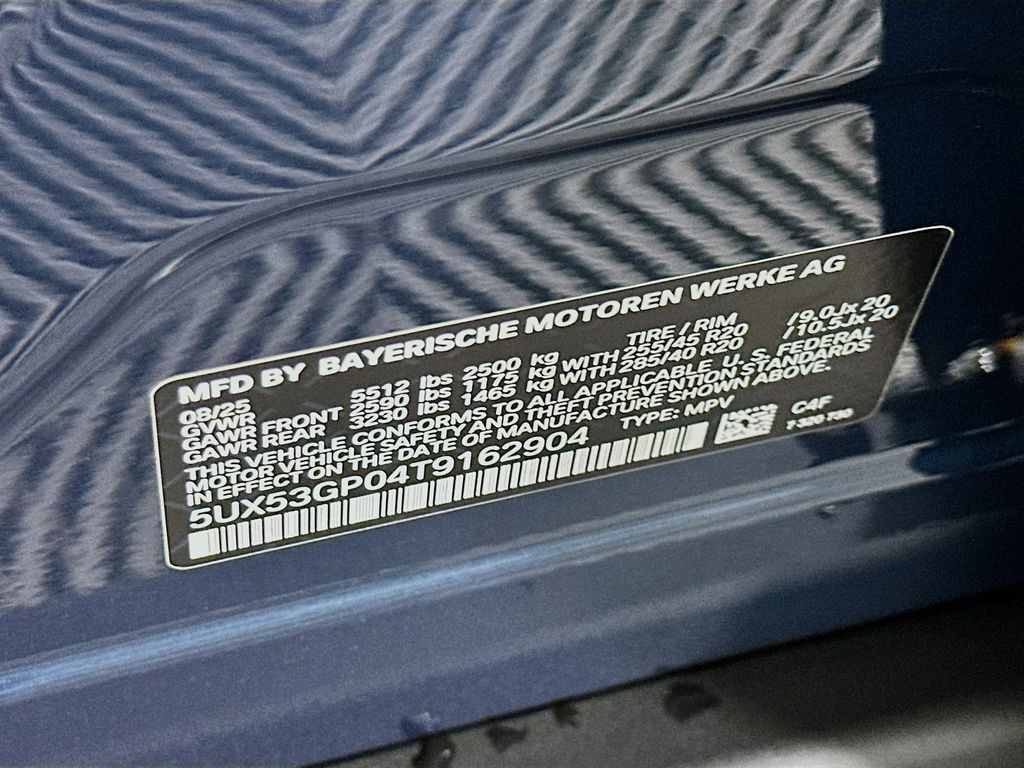 MFD BY BAYERISCHE MOTOREN WERKE AG
08/25 TIRE / RIM
GVWR 5512 lbs 2500 kg
GAWR FRONT 2590 lbs 1175 kg WITH 255/45 R20 /9.0Jx20
GAWR REAR 3230 lbs 1465 kg WITH 285/40 R20 /10.5Jx20
THIS VEHICLE CONFORMS TO ALL APPLICABLE U. S. FEDERAL
MOTOR VEHICLE SAFETY AND THEFT PREVENTION STANDARDS
IN EFFECT ON THE DATE OF MANUFACTURE SHOWN ABOVE.
5UX53GP04T9162904 TYPE: MPV
C4F